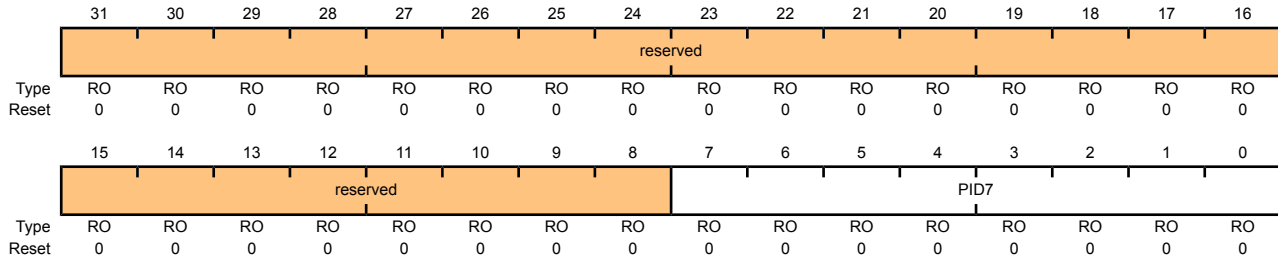 31 30 29 28 27 26 25 24 23 22 21 20 19 18 17 16
reserved
Type RO RO RO RO RO RO RO RO RO RO RO RO RO RO RO RO
Reset 0 0 0 0 0 0 0 0 0 0 0 0 0 0 0 0
15 14 13 12 11 10 9 8 7 6 5 4 3 2 1 0
reserved PID7
Type RO RO RO RO RO RO RO RO RO RO RO RO RO RO RO RO
Reset 0 0 0 0 0 0 0 0 0 0 0 0 0 0 0 0